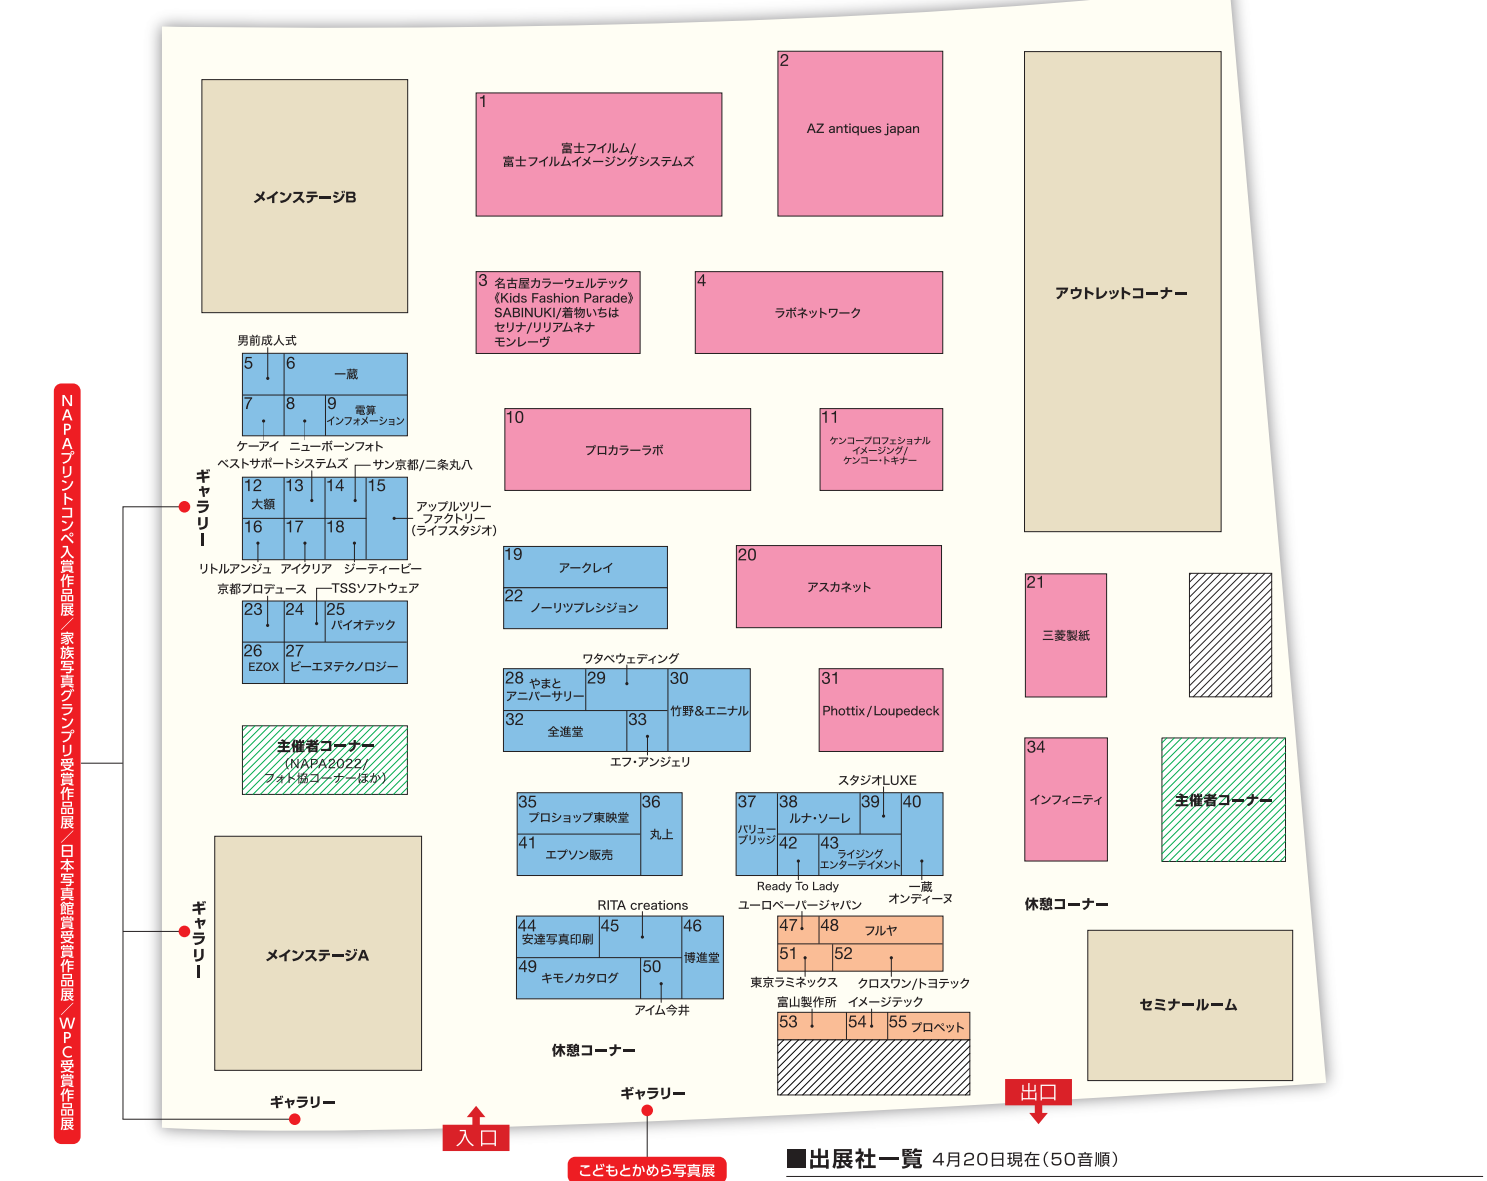 1
富士フイルム/
富士フイルムイメージングシステムズ
2
AZ antiques japan
メインステージB
アウトレットコーナー
3
名古屋カラーウェルテック
《Kids Fashion Parade》
SABINUKI/着物いちは
セリナ/リリアムネナ
モンレーヴ
4
ラボネットワーク
男前成人式
5
6
一蔵
7
8
9
電算
インフォメーション
ケーアイ
ニューボーンフォト
10
プロカラーラボ
11
ケンコープロフェショナル
イメージング/
ケンコー・トキナー
ベストサポートシステムズ
サン京都/二条丸八
ギャラリー
12
大額
13
14
15
アップルツリー
ファクトリー
(ライフスタジオ)
16
17
18
リトルアンジュ
アイクリア
ジーティービー
19
アークレイ
22
ノーリツプレシジョン
20
アスカネット
21
三菱製紙
京都プロデュース
TSSソフトウェア
23
24
25
パイオテック
26
EZOX
27
ビーエヌテクノロジー
ワタベウェディング
28
やまと
アニバーサリー
29
30
竹野&エニナル
32
全進堂
33
エフ・アンジェリ
31
Phottix/Loupedeck
主催者コーナー
(NAPA2022/
フォト協コーナーほか)
34
インフィニティ
主催者コーナー
スタジオLUXE
35
プロショップ東映堂
36
丸上
41
エプソン販売
37
バリュー
ブリッジ
38
ルナ・ソーレ
39
40
42
43
ライジング
エンターテイメント
Ready To Lady
一蔵
オンディーヌ
休憩コーナー
ギャラリー
メインステージA
RITA creations
44
安達写真印刷
45
46
博進堂
49
キモノカタログ
50
アイム今井
ユーロペーパージャパン
47
48
フルヤ
51
52
東京ラミネックス
クロスワン/トヨテック
富山製作所
イメージテック
53
54
55
プロペット
セミナールーム
休憩コーナー
ギャラリー
ギャラリー
入口
出口
こどもとかめら写真展
NAPAプリントコンペ入賞作品展/家族写真グランプリ受賞作品展/日本写真館賞受賞作品展/WPC受賞作品展
■出展社一覧 4月20日現在(50音順)